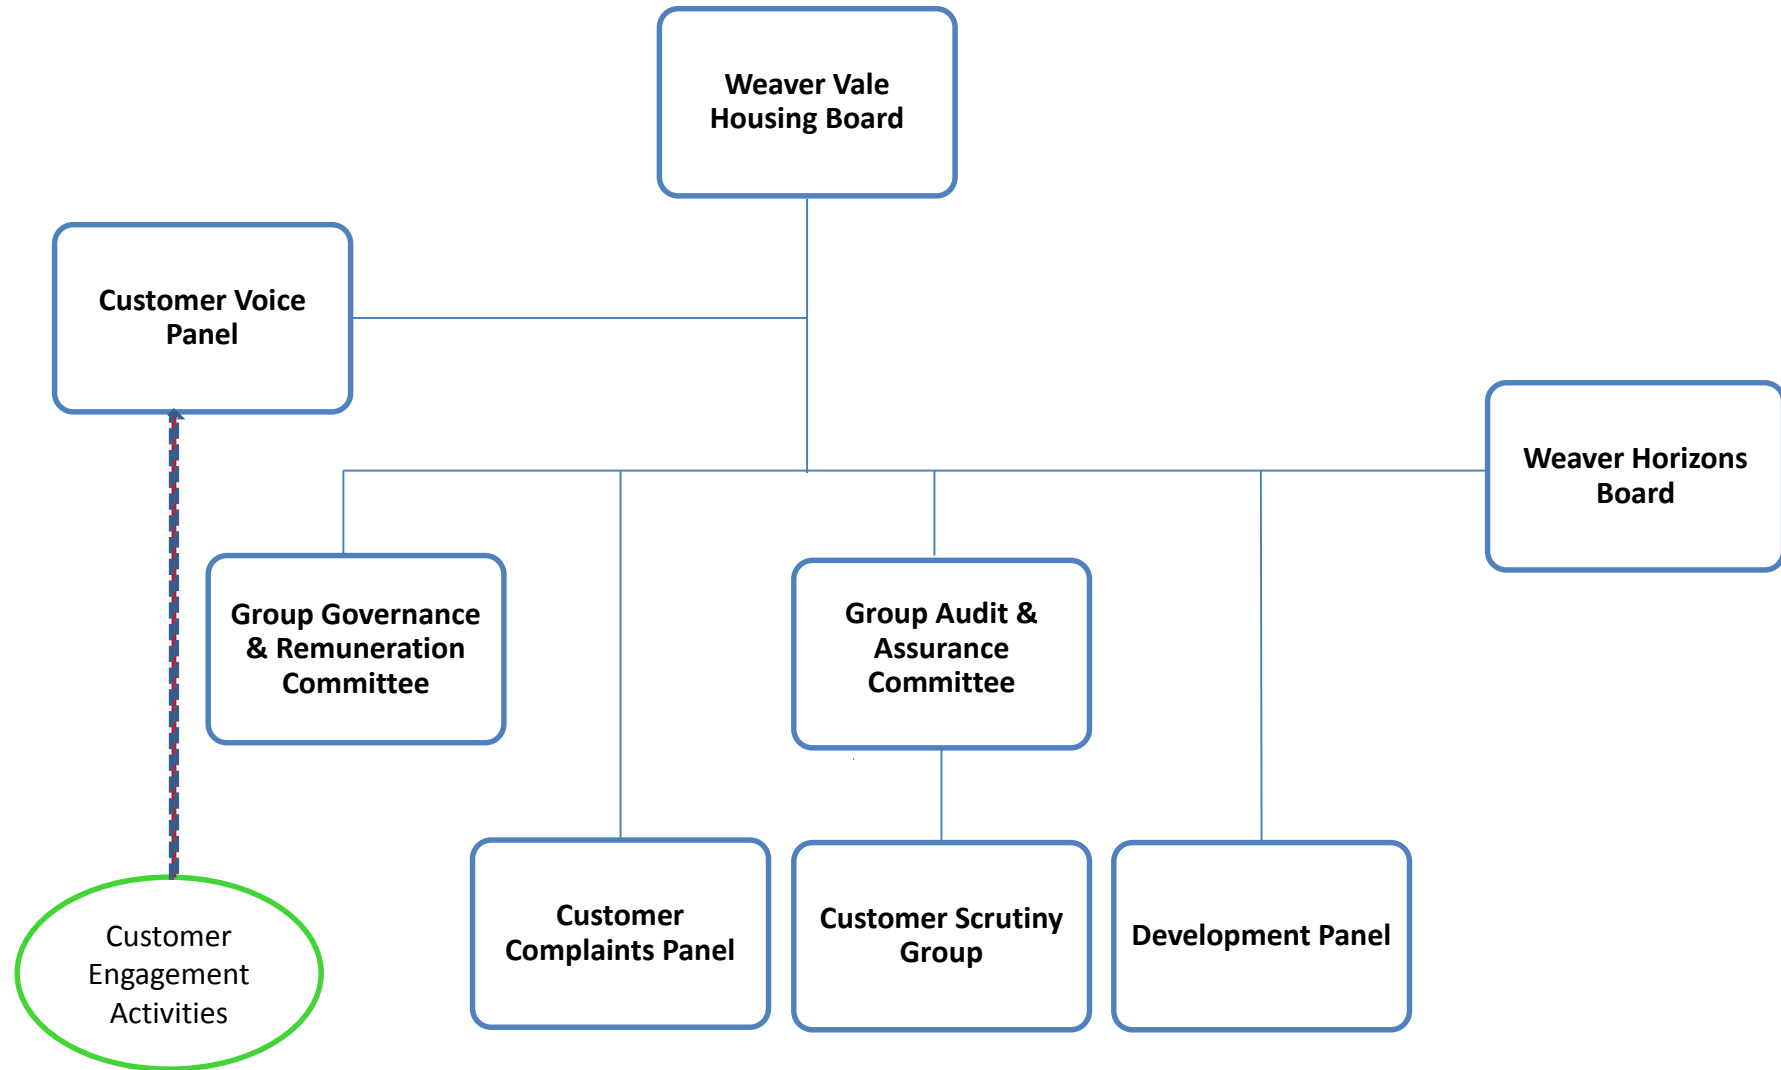 Weaver Vale
Housing Board
Customer Voice
Panel
Weaver Horizons
Board
Group Governance
& Remuneration
Committee
Group Audit &
Assurance
Committee
Customer
Complaints Panel
Customer Scrutiny
Group
Development Panel
Customer
Engagement
Activities